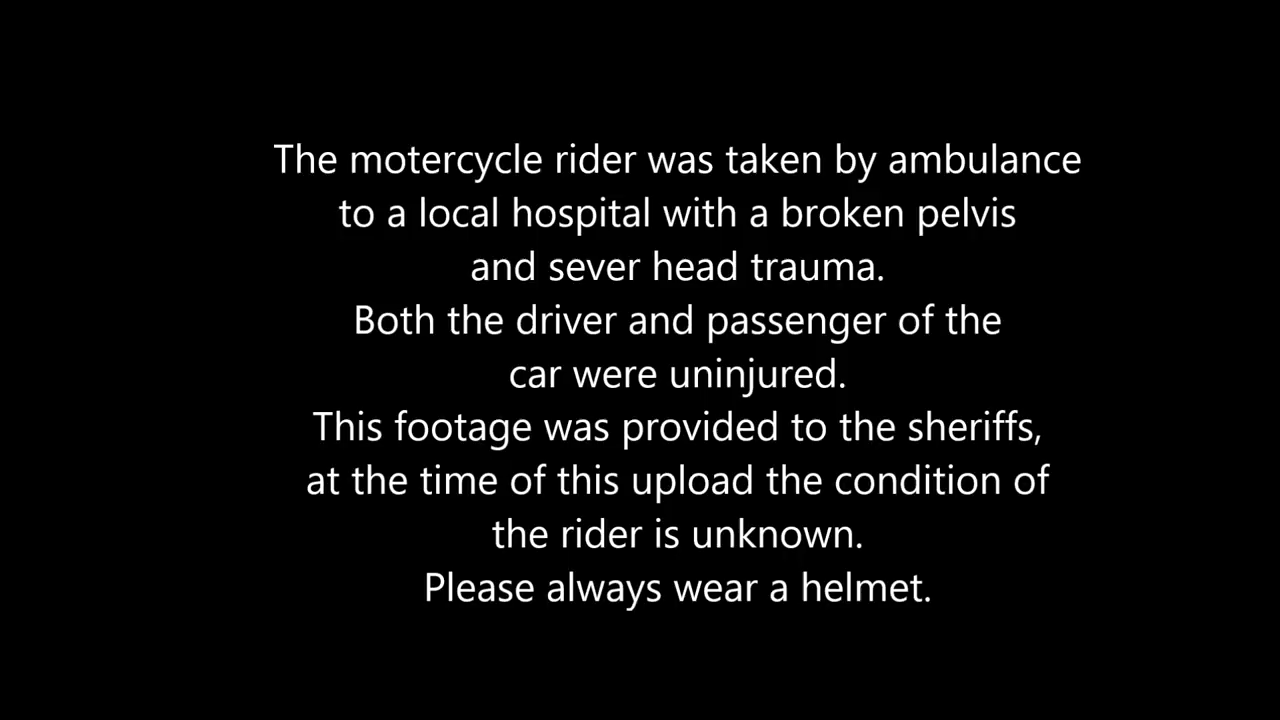 The motercycle rider was taken by ambulance
to a local hospital with a broken pelvis
and sever head trauma.
Both the driver and passenger of the
car were uninjured.
This footage was provided to the sheriffs,
at the time of this upload the condition of
the rider is unknown.
Please always wear a helmet.